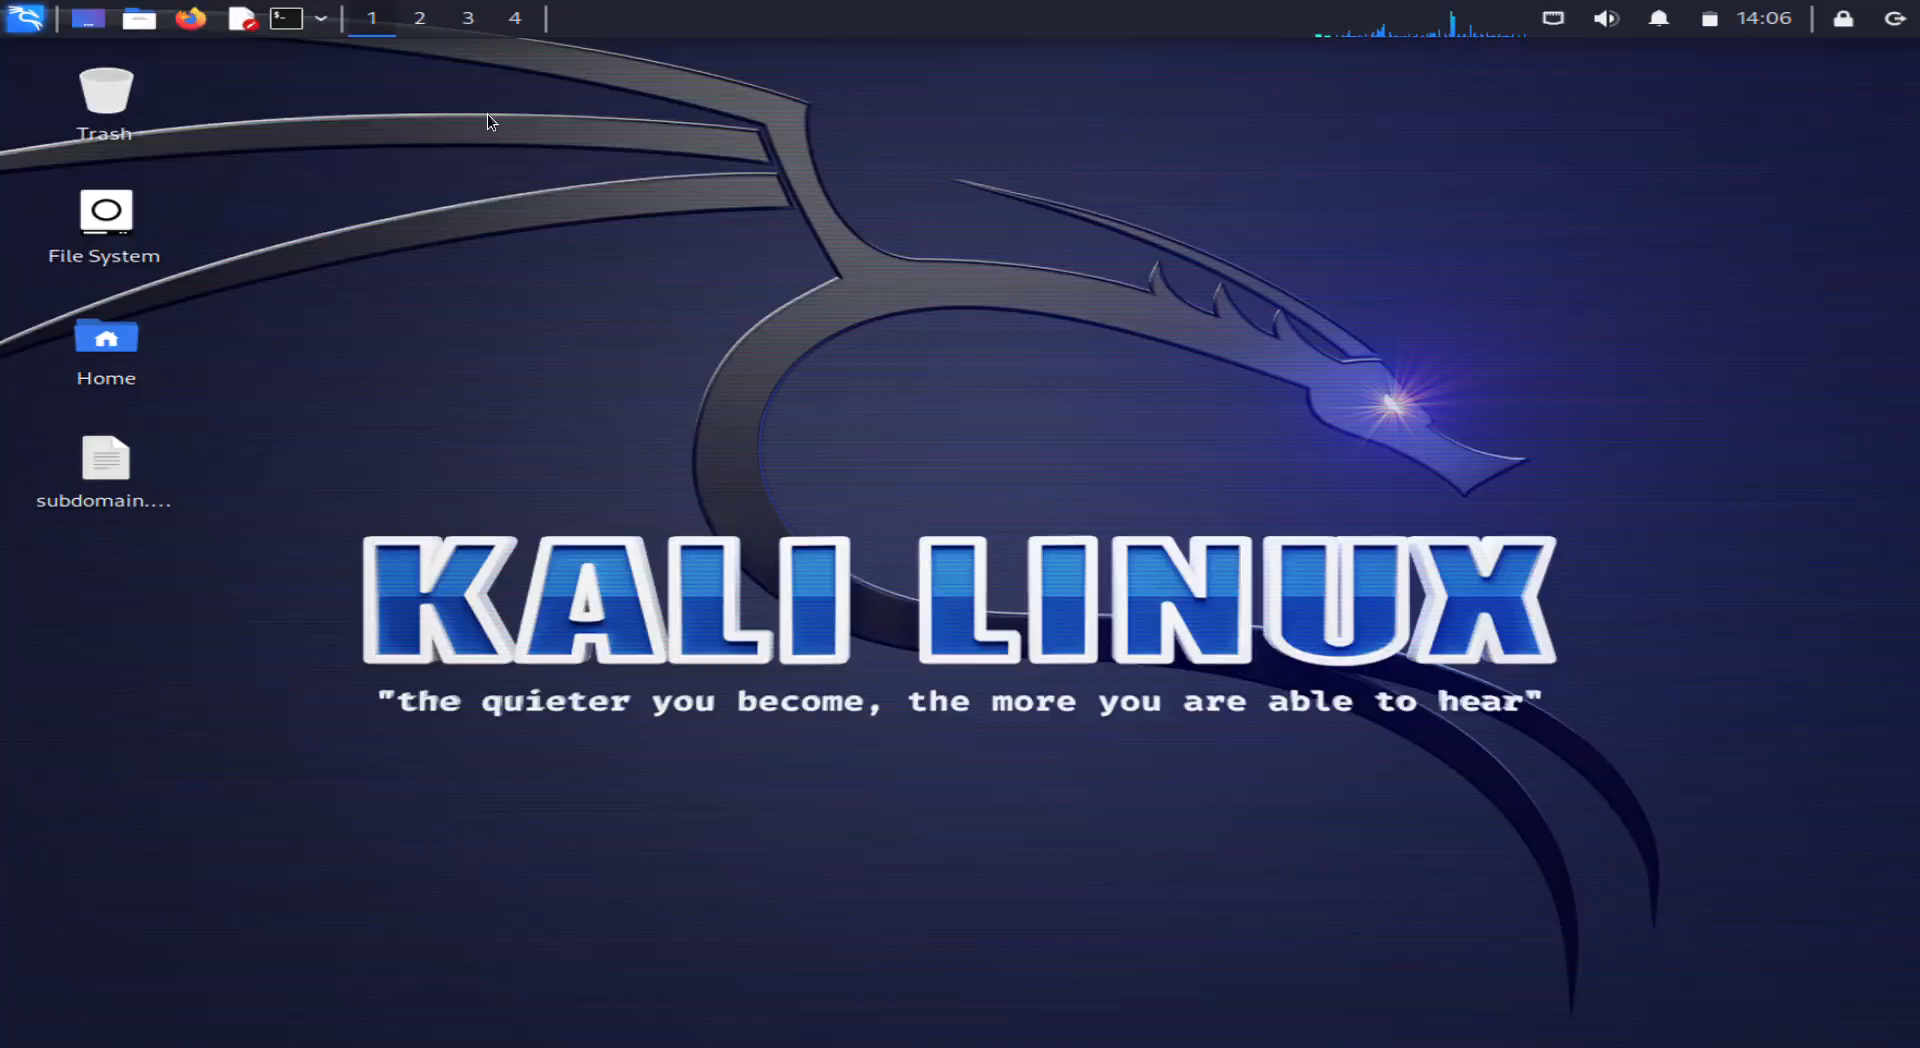 1 2 3 4
14:06
Trash
File System
Home
subdomain....
KALI LINUX
"the quieter you become, the more you are able to hear"